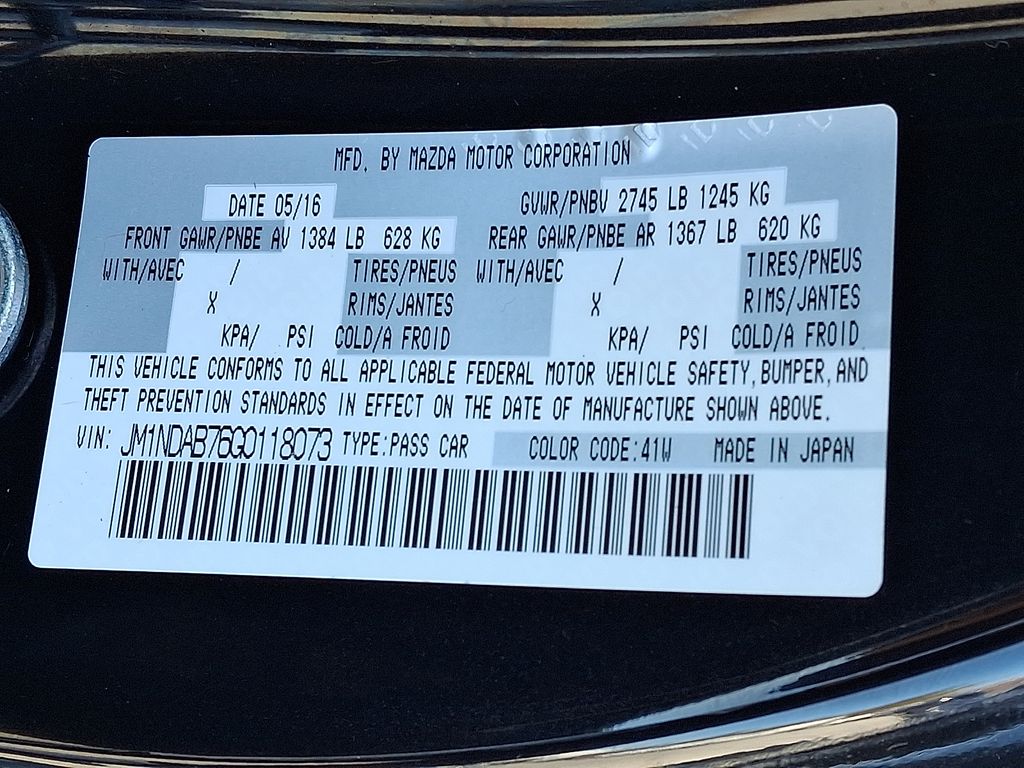 MFD. BY MAZDA MOTOR CORPORATION
DATE 05/16 GVWR/PNBV 2745 LB 1245 KG
FRONT GAWR/PNBE AV 1384 LB 628 KG REAR GAWR/PNBE AR 1367 LB 620 KG
WITH/AVEC / TIRES/PNEUS WITH/AVEC / TIRES/PNEUS
X RIMS/JANTES X RIMS/JANTES
KPA/ PSI COLD/A FROID KPA/ PSI COLD/A FROID
THIS VEHICLE CONFORMS TO ALL APPLICABLE FEDERAL MOTOR VEHICLE SAFETY, BUMPER, AND
THEFT PREVENTION STANDARDS IN EFFECT ON THE DATE OF MANUFACTURE SHOWN ABOVE.
VIN: JM1NDAB76G0118073 TYPE:PASS CAR COLOR CODE:41W MADE IN JAPAN